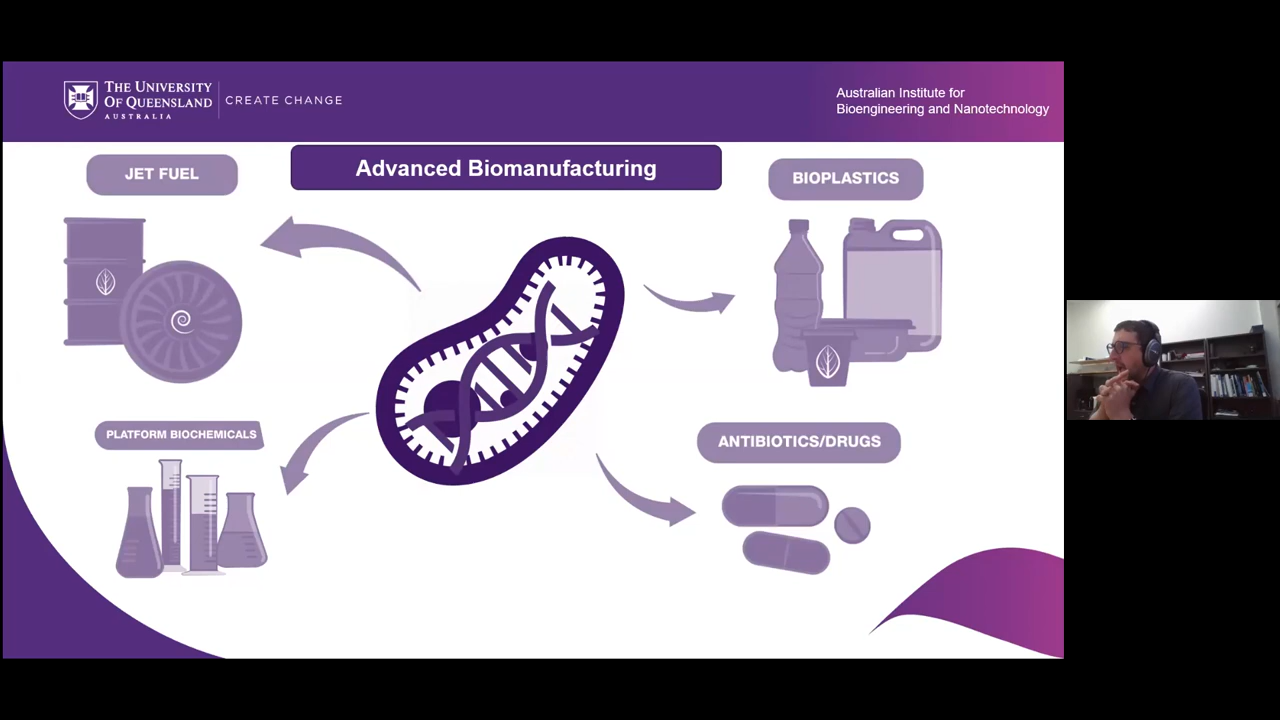 THE UNIVERSITY
OF QUEENSLAND
AUSTRALIA
CREATE CHANGE
Australian Institute for
Bioengineering and Nanotechnology
Advanced Biomanufacturing
JET FUEL
BIOPLASTICS
PLATFORM BIOCHEMICALS
ANTIBIOTICS/DRUGS